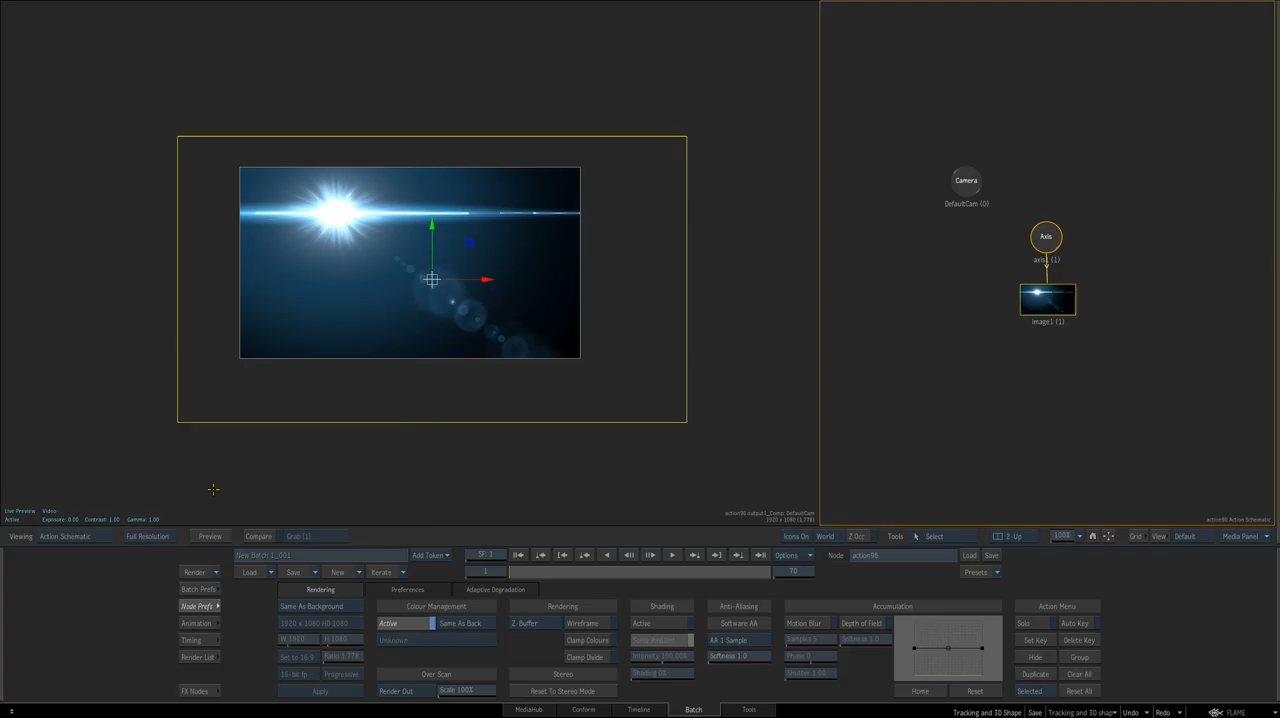 Camera
DefaultCam (0)
Axis
axis1 (1)
image1 (1)
Live Preview Video
Active Exposure: 0.00 Contrast: 1.00 Gamma: 1.00
action96.output1_Comp: DefaultCam
1920 x 1080 (1.778)
action96 Action Schematic
Viewing Action Schematic Full Resolution Preview Compare Grab [1] Icons On World Z Occ Tools Select 2-Up 100% Grid View Default Media Panel
New Batch 1_001 Add Token SF: 1 Options Node action96 Load Save
Render Load Save New Iterate 1 70 Presets
Batch Prefs Rendering Preferences Adaptive Degradation
Node Prefs Same As Background Colour Management Rendering Shading Anti-Aliasing Accumulation Action Menu
Animation 1920 x 1080 HD 1080 Active Same As Back Z-Buffer Active Software AA Motion Blur Depth of Field Solo Auto Key
Timing W 1920 H 1080 Unknown Clamp Colours AA 1 Sample Samples 5 Softness 1.0 Set Key Delete Key
Render List Set to 16:9 Ratio 1.778 Clamp Divide Intensity 100.00% Softness 1.0 Phase 0 Hide Group
16-bit fp Progressive Over Scan Stereo Shading 0% Shutter 1.00 Duplicate Clear All
FX Nodes Apply Render Out Scale 100% Reset To Stereo Mode Home Reset Selected Reset All
MediaHub Conform Timeline Batch Tools Tracking and 3D Shape Save Tracking and 3D shap Undo Redo FLAME